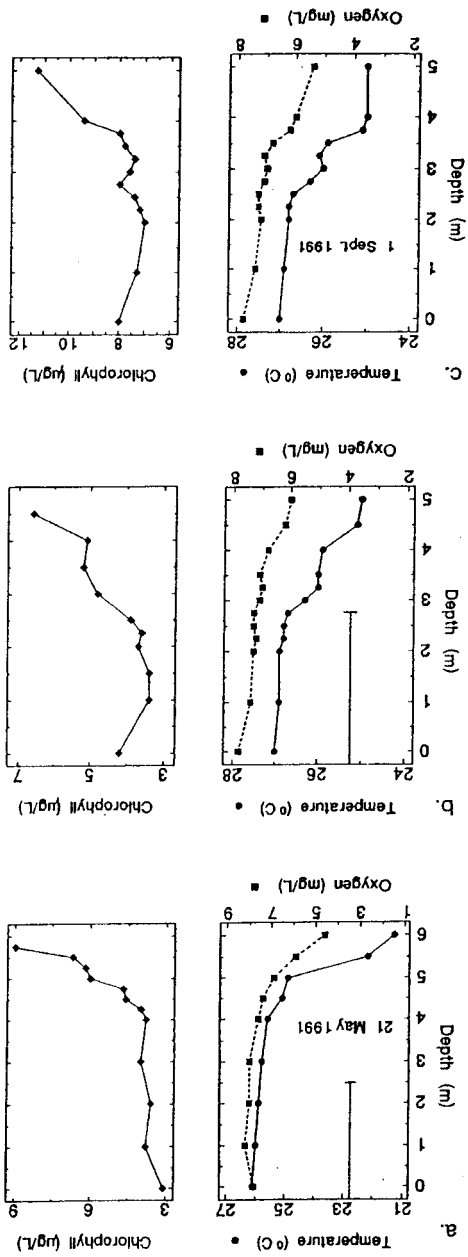 a.
Temperature (° C) ●
Chlorophyll (µg/L)
21 23 25 27
3 6 9
Depth (m)
0
1
2
3
4
5
6
21 May 1991
1 3 5 7 9
Oxygen (mg/L) ■
b.
Temperature (° C) ●
Chlorophyll (µg/L)
24 26 28
3 5 7
Depth (m)
0
1
2
3
4
5
2 4 6 8
Oxygen (mg/L) ■
c.
Temperature (° C) ●
Chlorophyll (µg/L)
24 26 28
6 8 10 12
Depth (m)
0
1
2
3
4
5
1 Sept. 1991
2 4 6 8
Oxygen (mg/L) ■